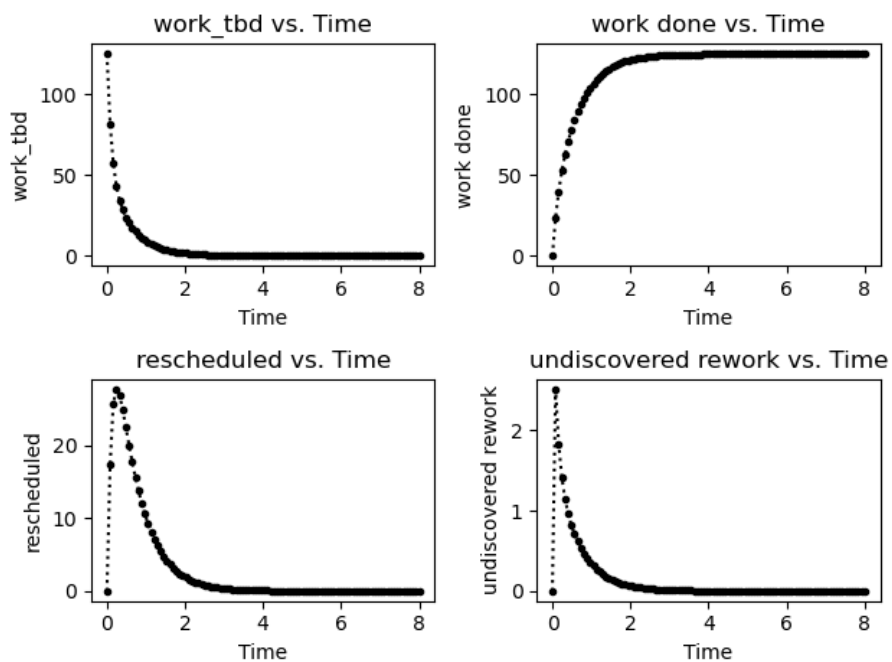 work_tbd vs. Time
work done vs. Time
work_tbd
100
50
0
0 2 4 6 8
Time
work done
100
50
0
0 2 4 6 8
Time
rescheduled vs. Time
undiscovered rework vs. Time
rescheduled
20
10
0
0 2 4 6 8
Time
undiscovered rework
2
1
0
0 2 4 6 8
Time